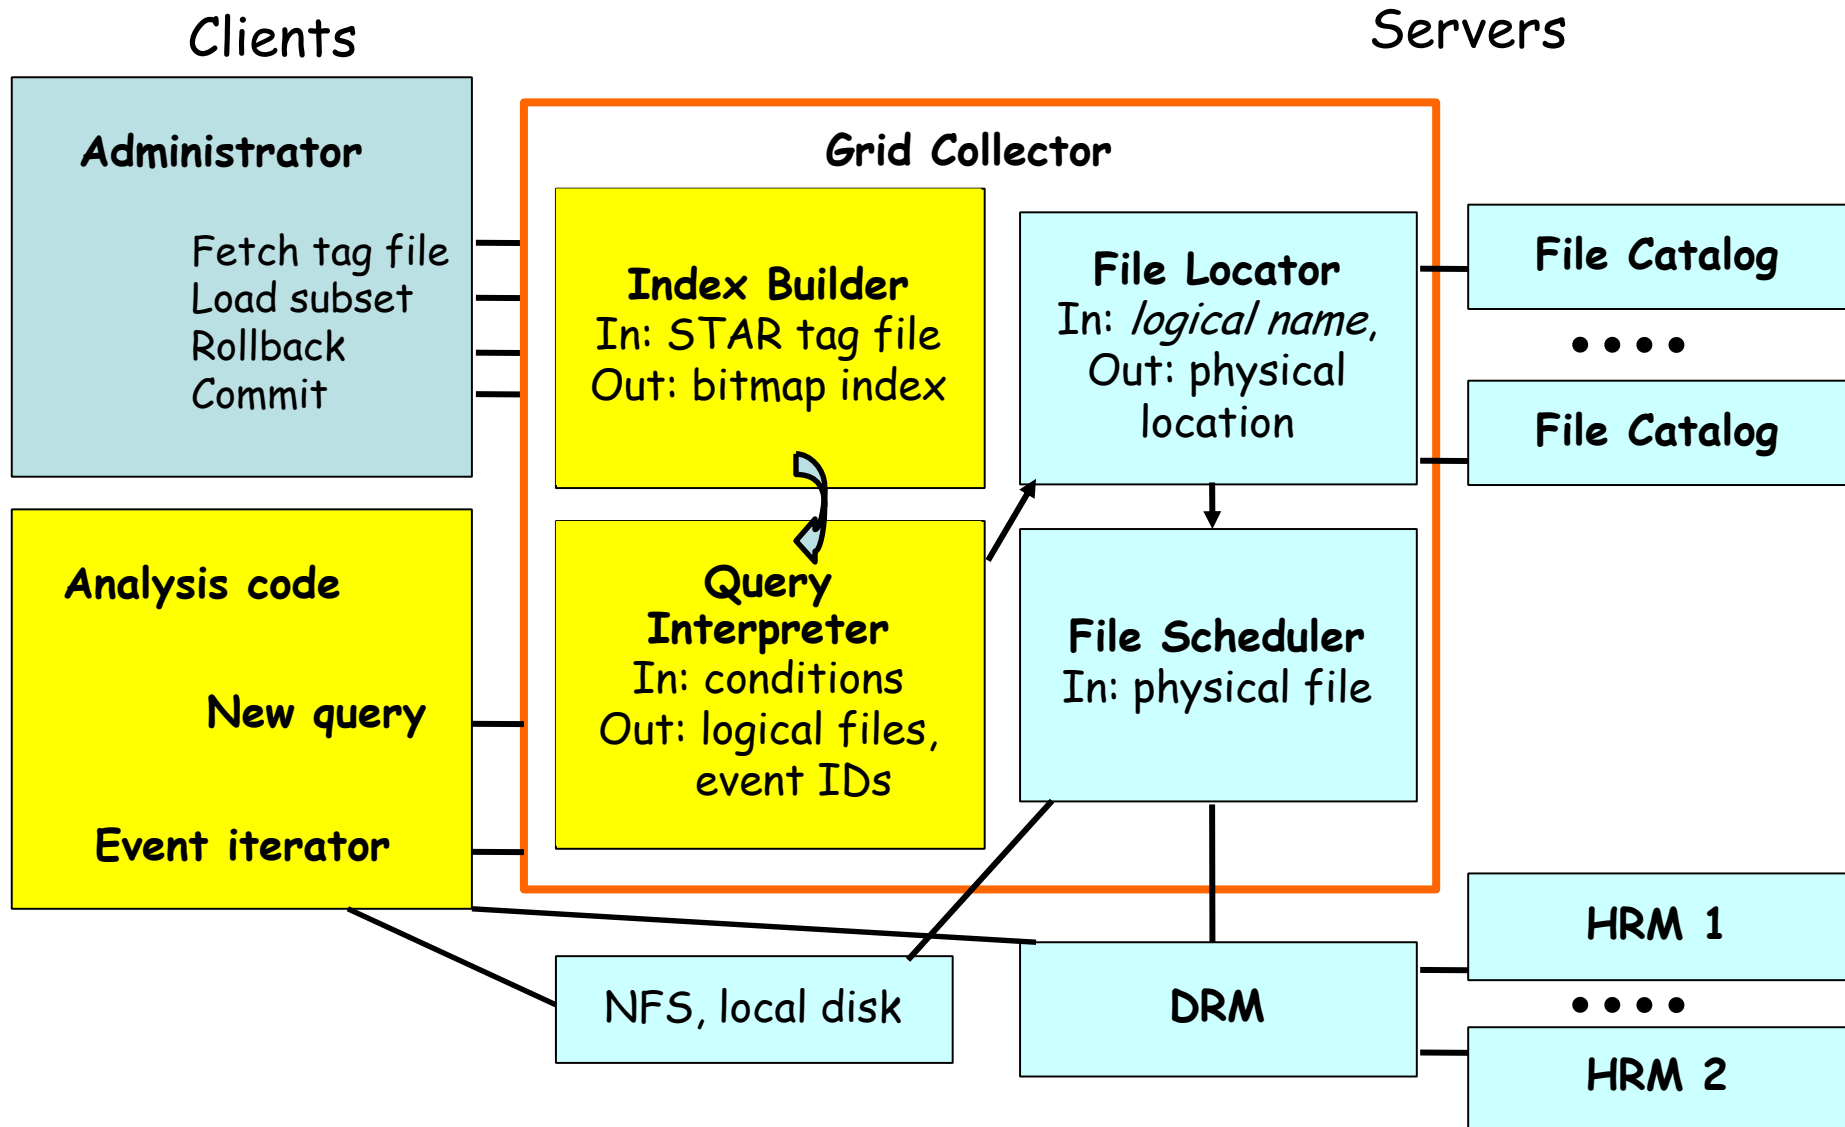 Clients
Servers
Administrator
Fetch tag file
Load subset
Rollback
Commit
Analysis code
New query
Event iterator
Grid Collector
Index Builder
In: STAR tag file
Out: bitmap index
Query
Interpreter
In: conditions
Out: logical files,
event IDs
File Locator
In: logical name,
Out: physical
location
File Scheduler
In: physical file
File Catalog
File Catalog
NFS, local disk
DRM
HRM 1
HRM 2